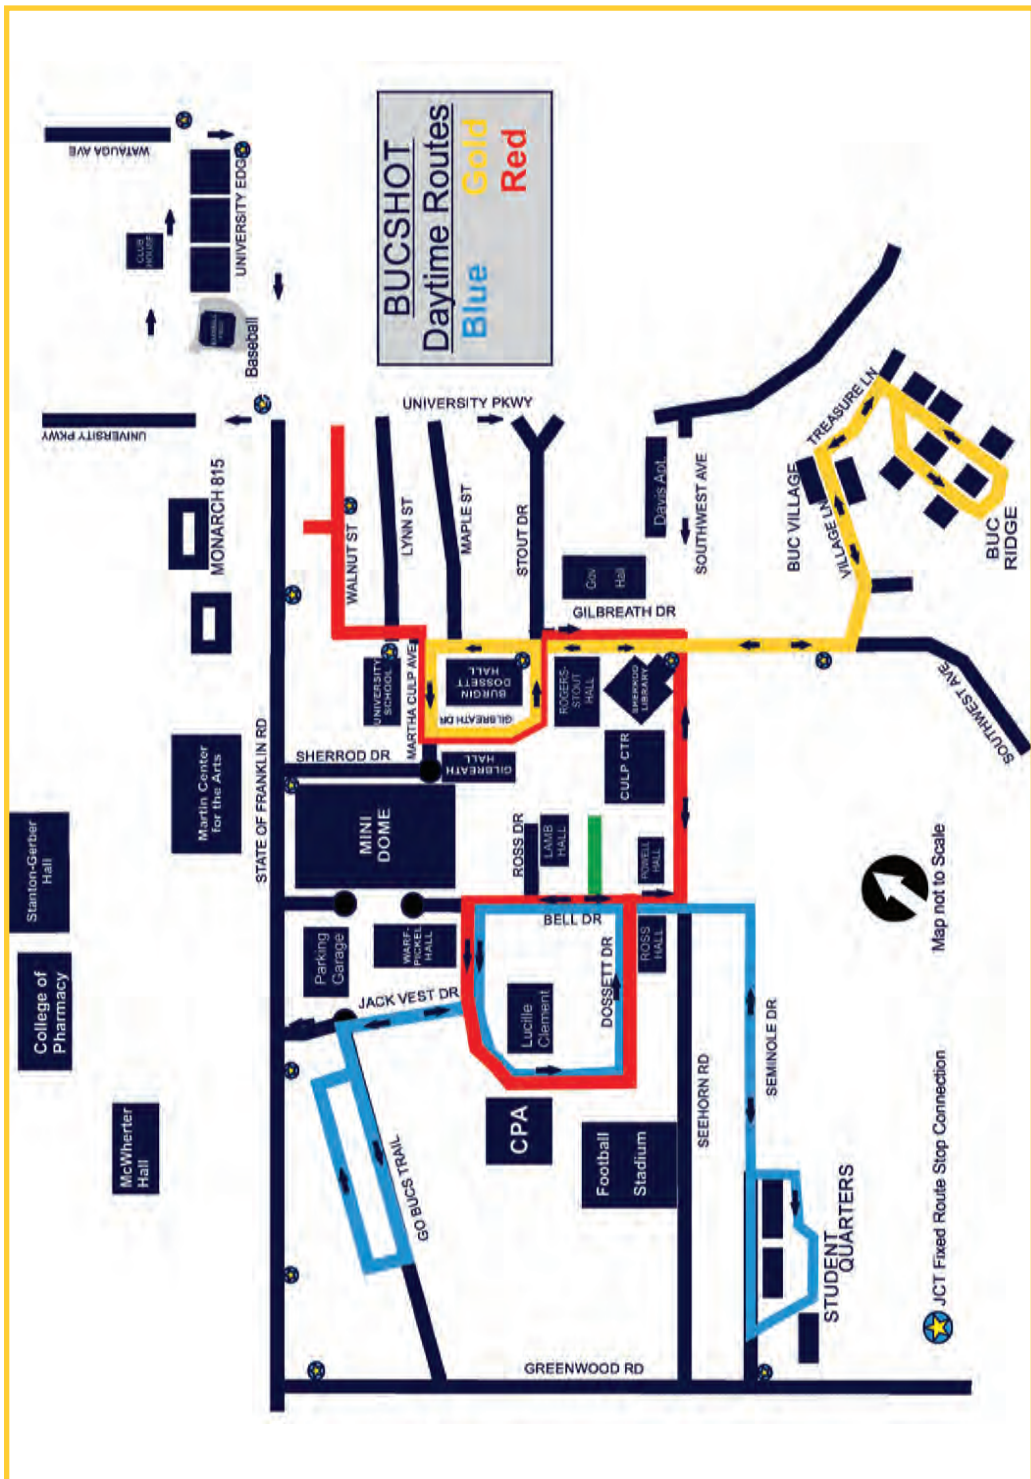 BUCSHOT
Daytime Routes
Blue
Gold
Red
WATAUGA AVE
CLUB
HOUSE
UNIVERSITY EDGE
Baseball
UNIVERSITY PKWY
MONARCH 815
UNIVERSITY PKWY
WALNUT ST
LYNN ST
MAPLE ST
STOUT DR
Davis Apt.
SOUTHWEST AVE
TREASURE LN
BUC VILLAGE
VILLAGE LN
BUC
RIDGE
SOUTHWEST AVE
Gov
Hall
GILBREATH DR
UNIVERSITY
SCHOOL
MARTHA CULP AVE
BURGIN
DOSSETT
HALL
GILBREATH DR
ROGERS-
STOUT
HALL
SHERROD
LIBRARY
GILBREATH
HALL
CULP CTR
STATE OF FRANKLIN RD
SHERROD DR
Martin Center
for the Arts
MINI
DOME
ROSS DR
LAMB
HALL
POWELL
HALL
Stanton-Gerber
Hall
College of
Pharmacy
McWherter
Hall
Parking
Garage
WARF-
PICKEL
HALL
BELL DR
ROSS
HALL
JACK VEST DR
Lucille
Clement
DOSSETT DR
CPA
Football
Stadium
SEEHORN RD
SEMINOLE DR
GO BUCS TRAIL
STUDENT
QUARTERS
GREENWOOD RD
Map not to Scale
JCT Fixed Route Stop Connection